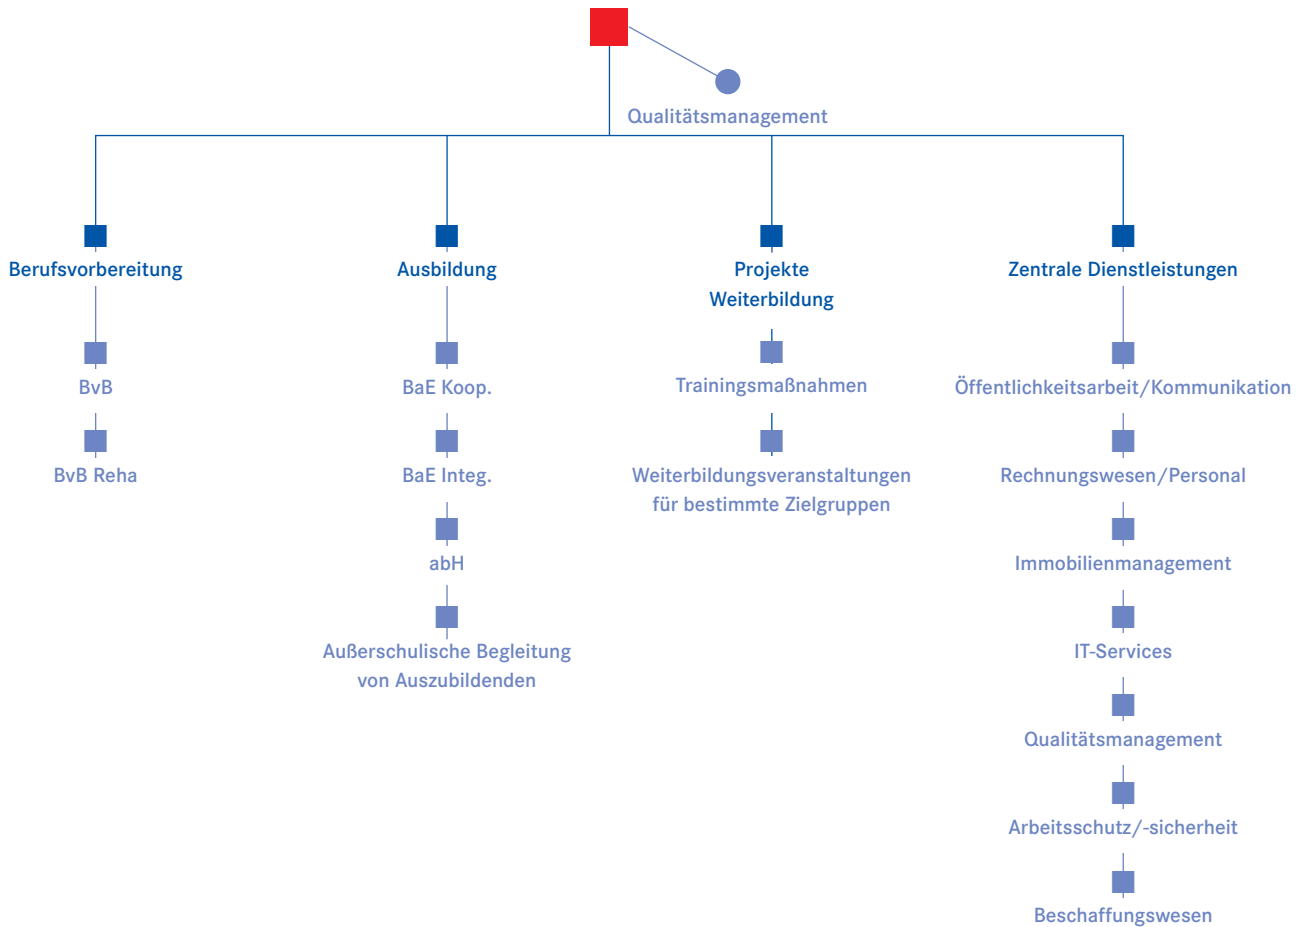 Qualitätsmanagement
Berufsvorbereitung
BvB
BvB Reha
Ausbildung
BaE Koop.
BaE Integ.
abH
Außerschulische Begleitung
von Auszubildenden
Projekte
Weiterbildung
Trainingsmaßnahmen
Weiterbildungsveranstaltungen
für bestimmte Zielgruppen
Zentrale Dienstleistungen
Öffentlichkeitsarbeit/Kommunikation
Rechnungswesen/Personal
Immobilienmanagement
IT-Services
Qualitätsmanagement
Arbeitsschutz/-sicherheit
Beschaffungswesen